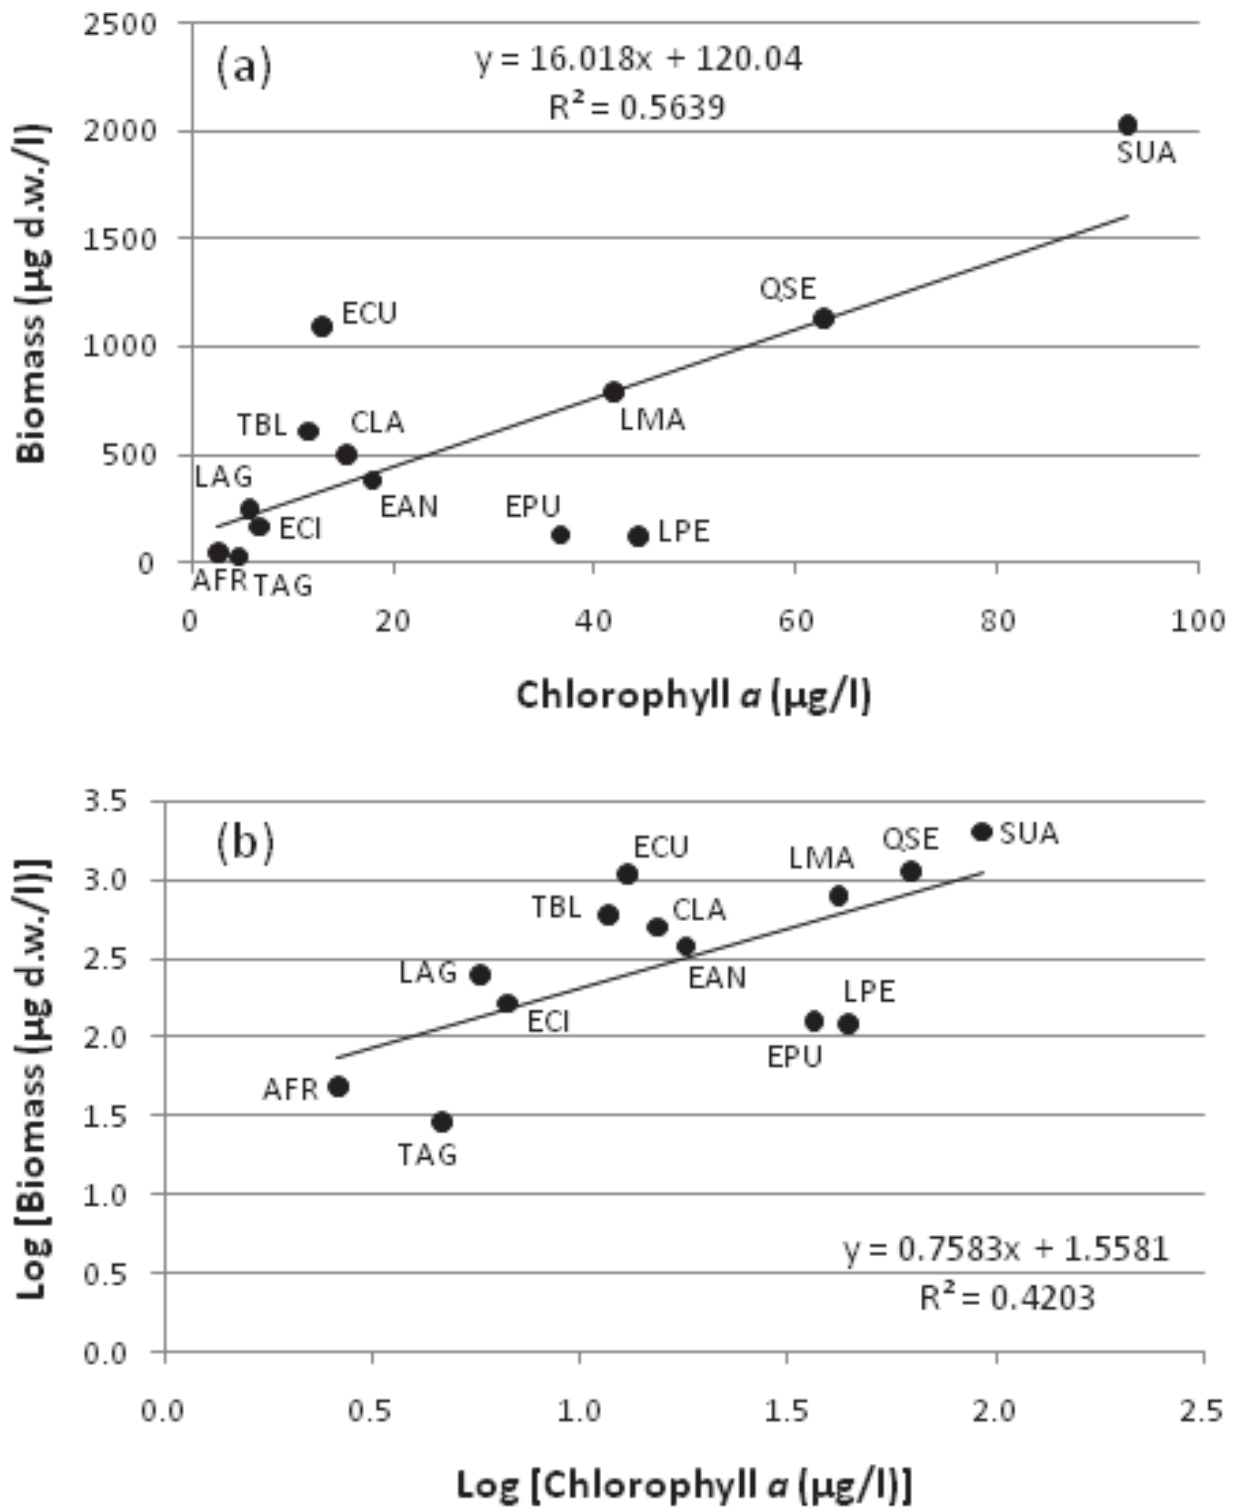 2500
(a)
y = 16.018x + 120.04
R² = 0.5639
2000
SUA
1500
QSE
ECU
1000
TBL
CLA
LMA
500
LAG
EAN
EPU
LPE
ECI
0
AFR
TAG
0 20 40 60 80 100
Biomass (µg d.w./l)
Chlorophyll a (µg/l)
3.5
(b)
ECU
LMA
QSE
SUA
3.0
TBL
CLA
2.5
LAG
EAN
LPE
ECI
2.0
EPU
AFR
1.5
TAG
1.0
y = 0.7583x + 1.5581
0.5
R² = 0.4203
0.0
0.0 0.5 1.0 1.5 2.0 2.5
Log [Biomass (µg d.w./l)]
Log [Chlorophyll a (µg/l)]